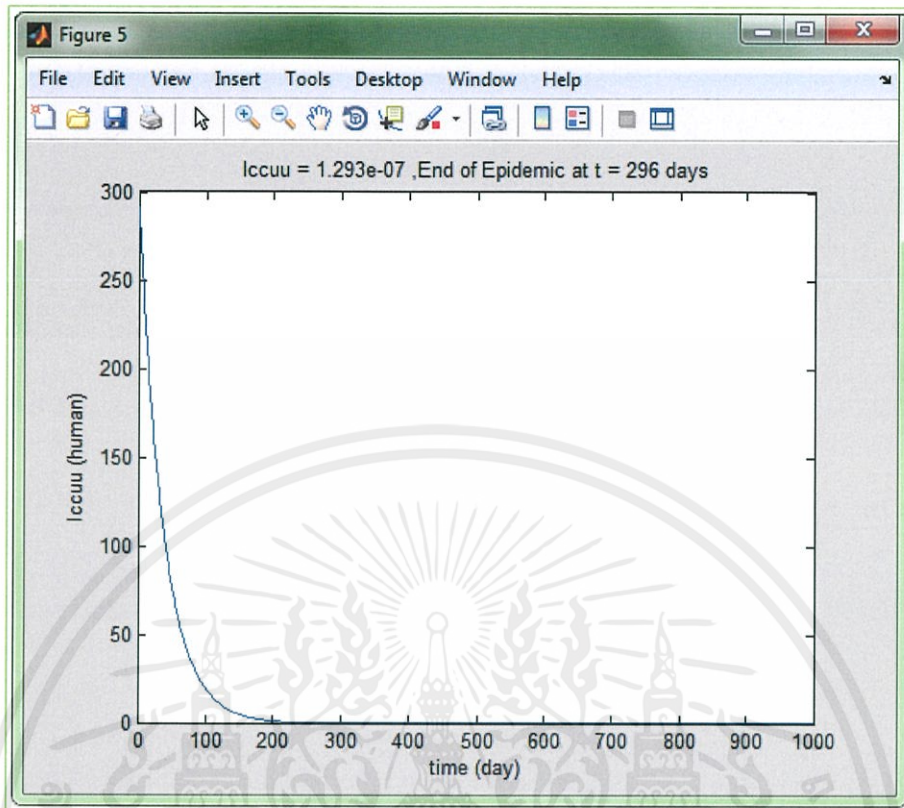 Figure 5
File Edit View Insert Tools Desktop Window Help
Iccuu = 1.293e-07 ,End of Epidemic at t = 296 days
300
250
200
150
100
50
0
Iccuu (human)
0 100 200 300 400 500 600 700 800 900 1000
time (day)